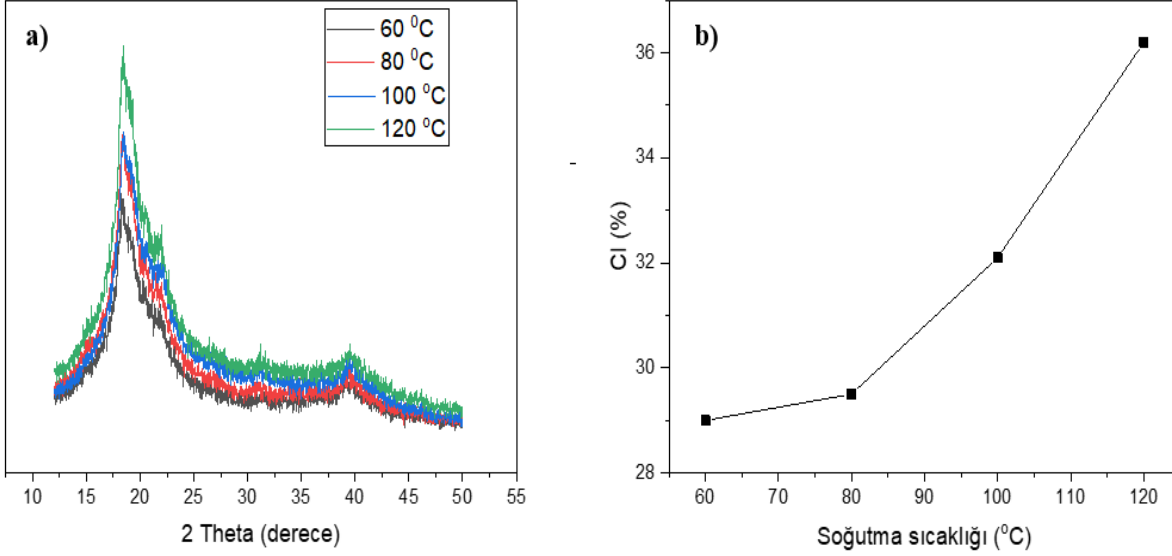 a)
60 ⁰C
80 ⁰C
100 ⁰C
120 ⁰C
10 15 20 25 30 35 40 45 50 55
2 Theta (derece)
b)
36
34
32
30
28
CI (%)
60 70 80 90 100 110 120
Soğutma sıcaklığı (⁰C)